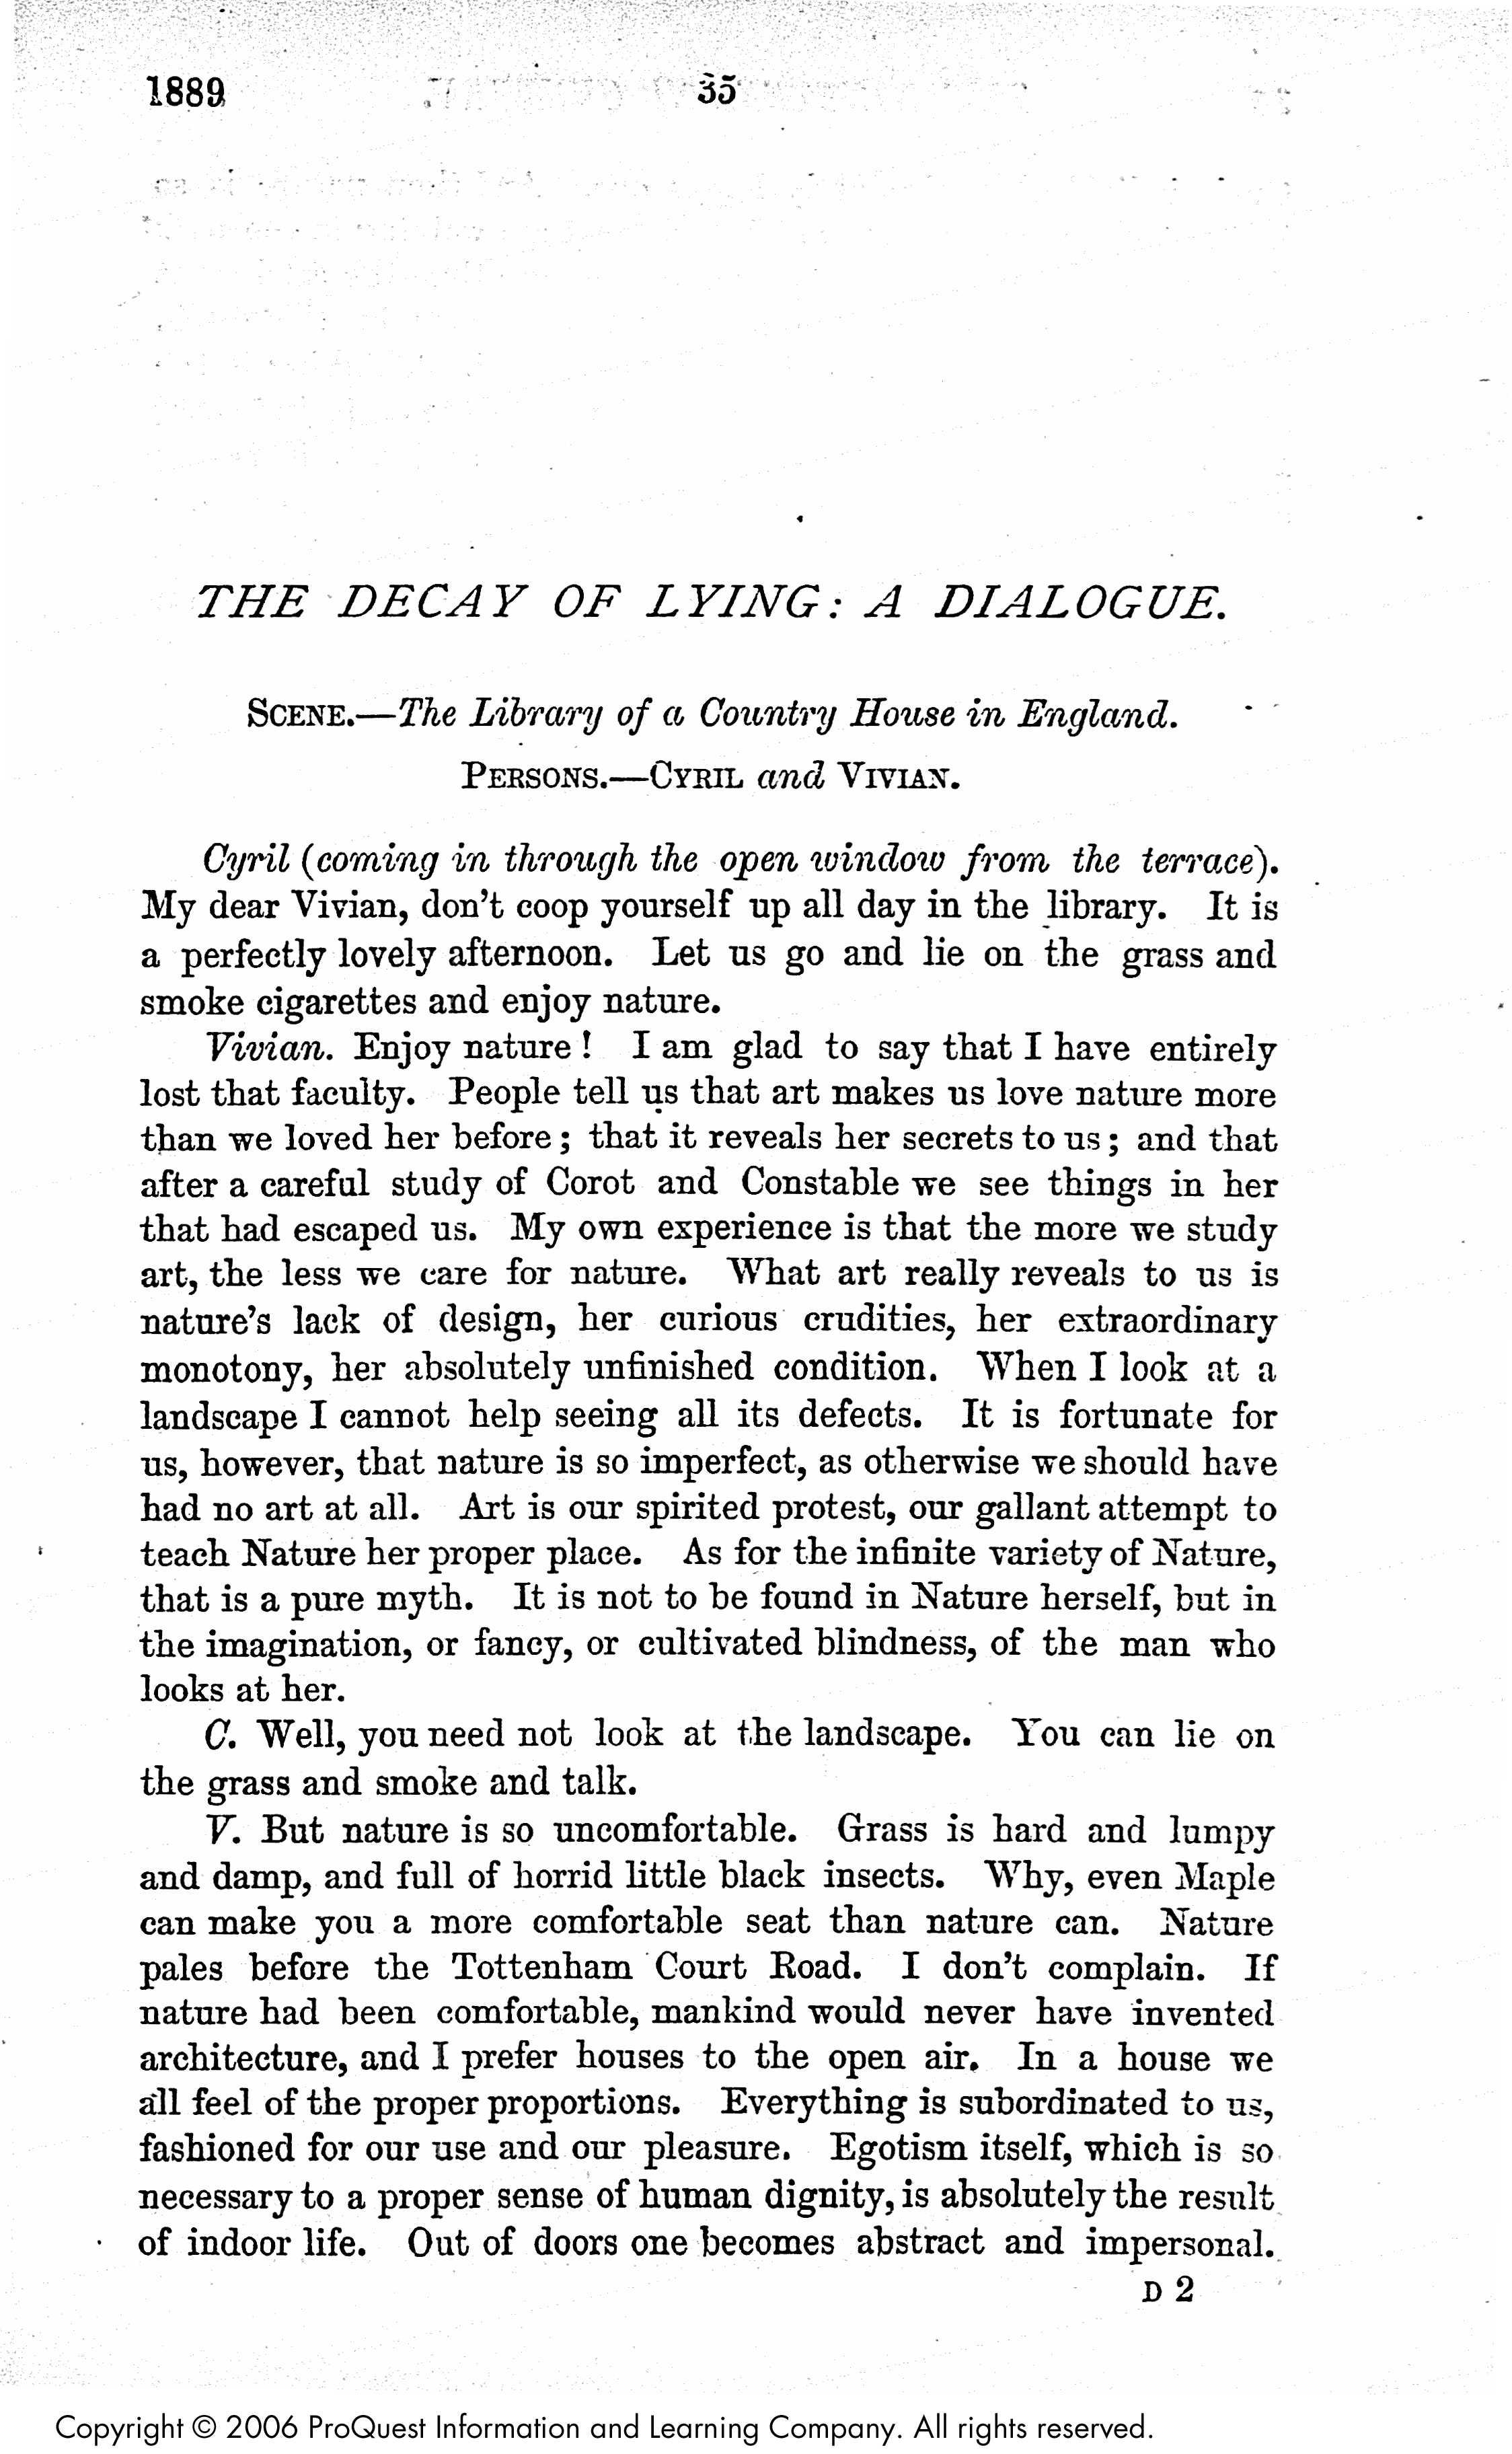 1889 35
THE DECAY OF LYING: A DIALOGUE.
SCENE.—The Library of a Country House in England.
PERSONS.—CYRIL and VIVIAN.
Cyril (coming in through the open window from the terrace).
My dear Vivian, don't coop yourself up all day in the library. It is
a perfectly lovely afternoon. Let us go and lie on the grass and
smoke cigarettes and enjoy nature.
Vivian. Enjoy nature! I am glad to say that I have entirely
lost that faculty. People tell us that art makes us love nature more
than we loved her before; that it reveals her secrets to us; and that
after a careful study of Corot and Constable we see things in her
that had escaped us. My own experience is that the more we study
art, the less we care for nature. What art really reveals to us is
nature's lack of design, her curious crudities, her extraordinary
monotony, her absolutely unfinished condition. When I look at a
landscape I cannot help seeing all its defects. It is fortunate for
us, however, that nature is so imperfect, as otherwise we should have
had no art at all. Art is our spirited protest, our gallant attempt to
teach Nature her proper place. As for the infinite variety of Nature,
that is a pure myth. It is not to be found in Nature herself, but in
the imagination, or fancy, or cultivated blindness, of the man who
looks at her.
C. Well, you need not look at the landscape. You can lie on
the grass and smoke and talk.
V. But nature is so uncomfortable. Grass is hard and lumpy
and damp, and full of horrid little black insects. Why, even Maple
can make you a more comfortable seat than nature can. Nature
pales before the Tottenham Court Road. I don't complain. If
nature had been comfortable, mankind would never have invented
architecture, and I prefer houses to the open air. In a house we
all feel of the proper proportions. Everything is subordinated to us,
fashioned for our use and our pleasure. Egotism itself, which is so
necessary to a proper sense of human dignity, is absolutely the result
of indoor life. Out of doors one becomes abstract and impersonal.
D 2
Copyright © 2006 ProQuest Information and Learning Company. All rights reserved.